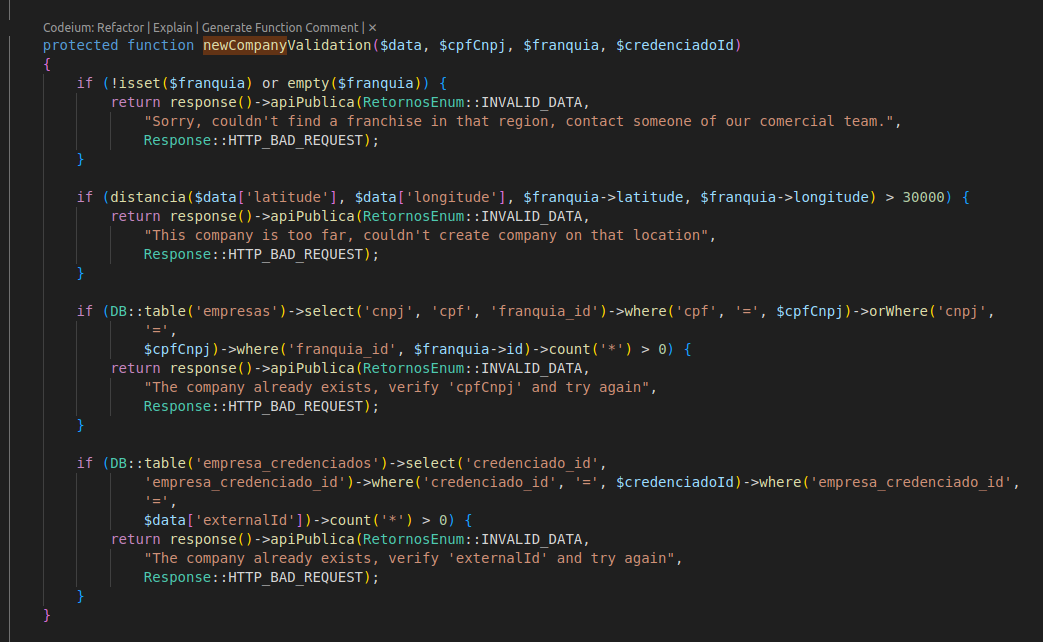 Codeium: Refactor | Explain | Generate Function Comment | ✕
protected function newCompanyValidation($data, $cpfCnpj, $franquia, $credenciadoId)
{
    if (!isset($franquia) or empty($franquia)) {
        return response()->apiPublica(RetornosEnum::INVALID_DATA,
            "Sorry, couldn't find a franchise in that region, contact someone of our comercial team.",
            Response::HTTP_BAD_REQUEST);
    }
    if (distancia($data['latitude'], $data['longitude'], $franquia->latitude, $franquia->longitude) > 30000) {
        return response()->apiPublica(RetornosEnum::INVALID_DATA,
            "This company is too far, couldn't create company on that location",
            Response::HTTP_BAD_REQUEST);
    }
    if (DB::table('empresas')->select('cnpj', 'cpf', 'franquia_id')->where('cpf', '=', $cpfCnpj)->orWhere('cnpj',
            '=',
            $cpfCnpj)->where('franquia_id', $franquia->id)->count('*') > 0) {
        return response()->apiPublica(RetornosEnum::INVALID_DATA,
            "The company already exists, verify 'cpfCnpj' and try again",
            Response::HTTP_BAD_REQUEST);
    }
    if (DB::table('empresa_credenciados')->select('credenciado_id',
            'empresa_credenciado_id')->where('credenciado_id', '=', $credenciadoId)->where('empresa_credenciado_id',
            '=',
            $data['externalId'])->count('*') > 0) {
        return response()->apiPublica(RetornosEnum::INVALID_DATA,
            "The company already exists, verify 'externalId' and try again",
            Response::HTTP_BAD_REQUEST);
    }
}